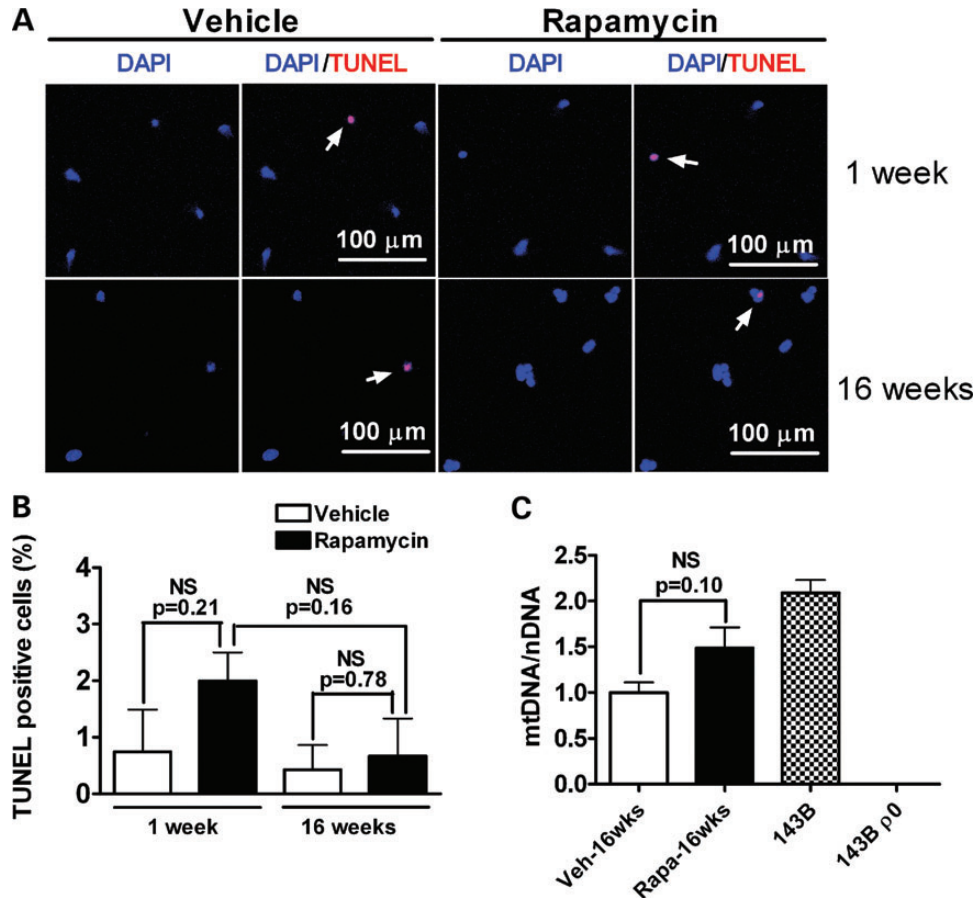 A
Vehicle Rapamycin
DAPI DAPI/TUNEL DAPI DAPI/TUNEL
100 μm 100 μm
1 week
100 μm 100 μm
16 weeks
B
Vehicle
Rapamycin
TUNEL positive cells (%)
4
3
2
1
0
NS
p=0.21
NS
p=0.16
NS
p=0.78
1 week 16 weeks
C
mtDNA/nDNA
2.5
2.0
1.5
1.0
0.5
0.0
NS
p=0.10
Veh-16wks
Rapa-16wks
143B
143B ρ0